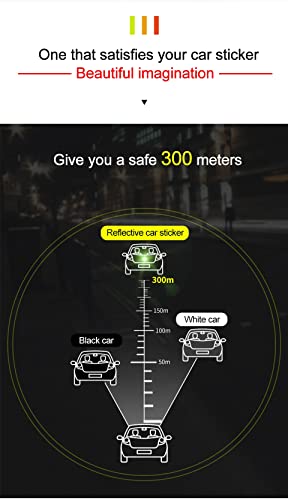 One that satisfies your car sticker
Beautiful imagination
Give you a safe 300 meters
Reflective car sticker
300m
150m
White car
100m
Black car
50m